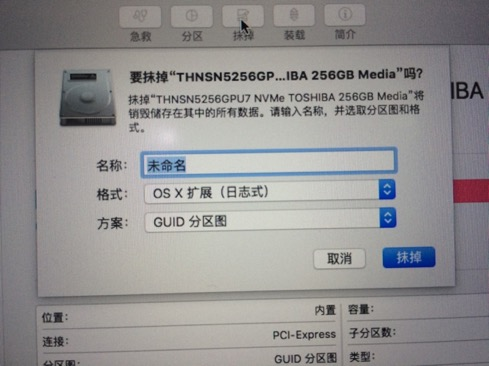 急救 分区 抹掉 装载 简介
要抹掉“THNSN5256GP...IBA 256GB Media”吗?
抹掉“THNSN5256GPU7 NVMe TOSHIBA 256GB Media”将
销毁储存在其中的所有数据。请输入名称，并选取分区图和格
式。
IBA
名称： 未命名
格式： OS X 扩展（日志式）
方案： GUID 分区图
取消 抹掉
位置： 内置 容量：
连接： PCI-Express 子分区数：
分区图： GUID 分区图 类型：